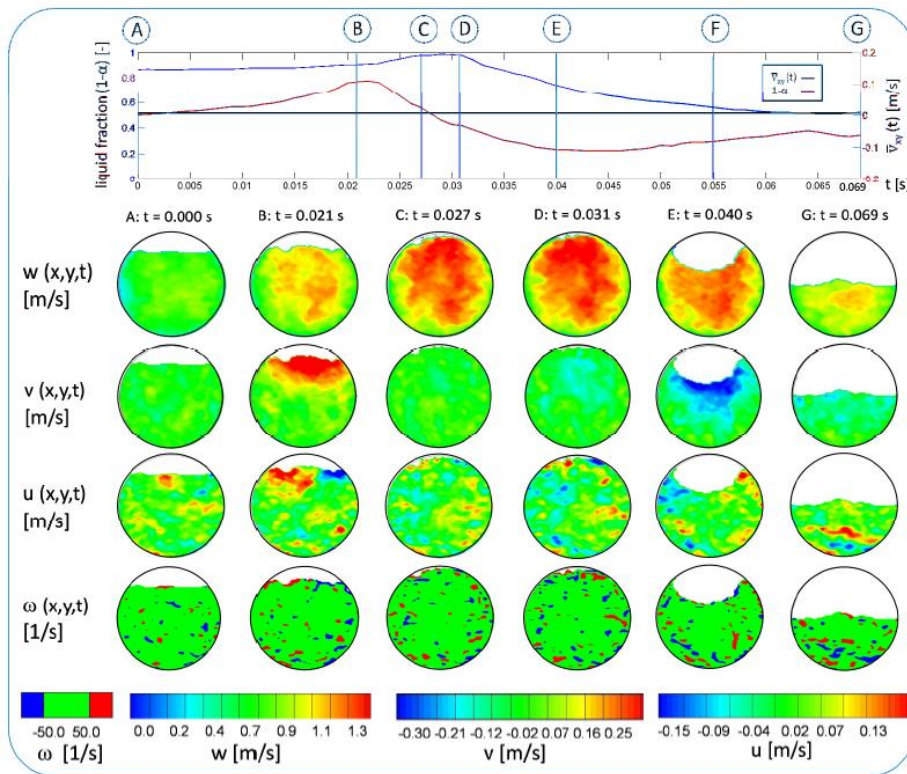 A B C D E F G
liquid fraction (1-α) [-]
1
0.8
0.6
0.4
0.2
0
0.2
0.1
0
-0.1
-0.2
v̄xy(t) [m/s]
v̄xy(t)
1-α
0 0.005 0.01 0.015 0.02 0.025 0.03 0.035 0.04 0.045 0.05 0.055 0.06 0.065 0.069
t [s]
A: t = 0.000 s B: t = 0.021 s C: t = 0.027 s D: t = 0.031 s E: t = 0.040 s G: t = 0.069 s
w (x,y,t)
[m/s]
v (x,y,t)
[m/s]
u (x,y,t)
[m/s]
ω (x,y,t)
[1/s]
-50.0 50.0
ω [1/s]
0.0 0.2 0.4 0.7 0.9 1.1 1.3
w [m/s]
-0.30 -0.21 -0.11 -0.02 0.07 0.16 0.25
v [m/s]
-0.15 -0.09 -0.04 0.02 0.07 0.13
u [m/s]